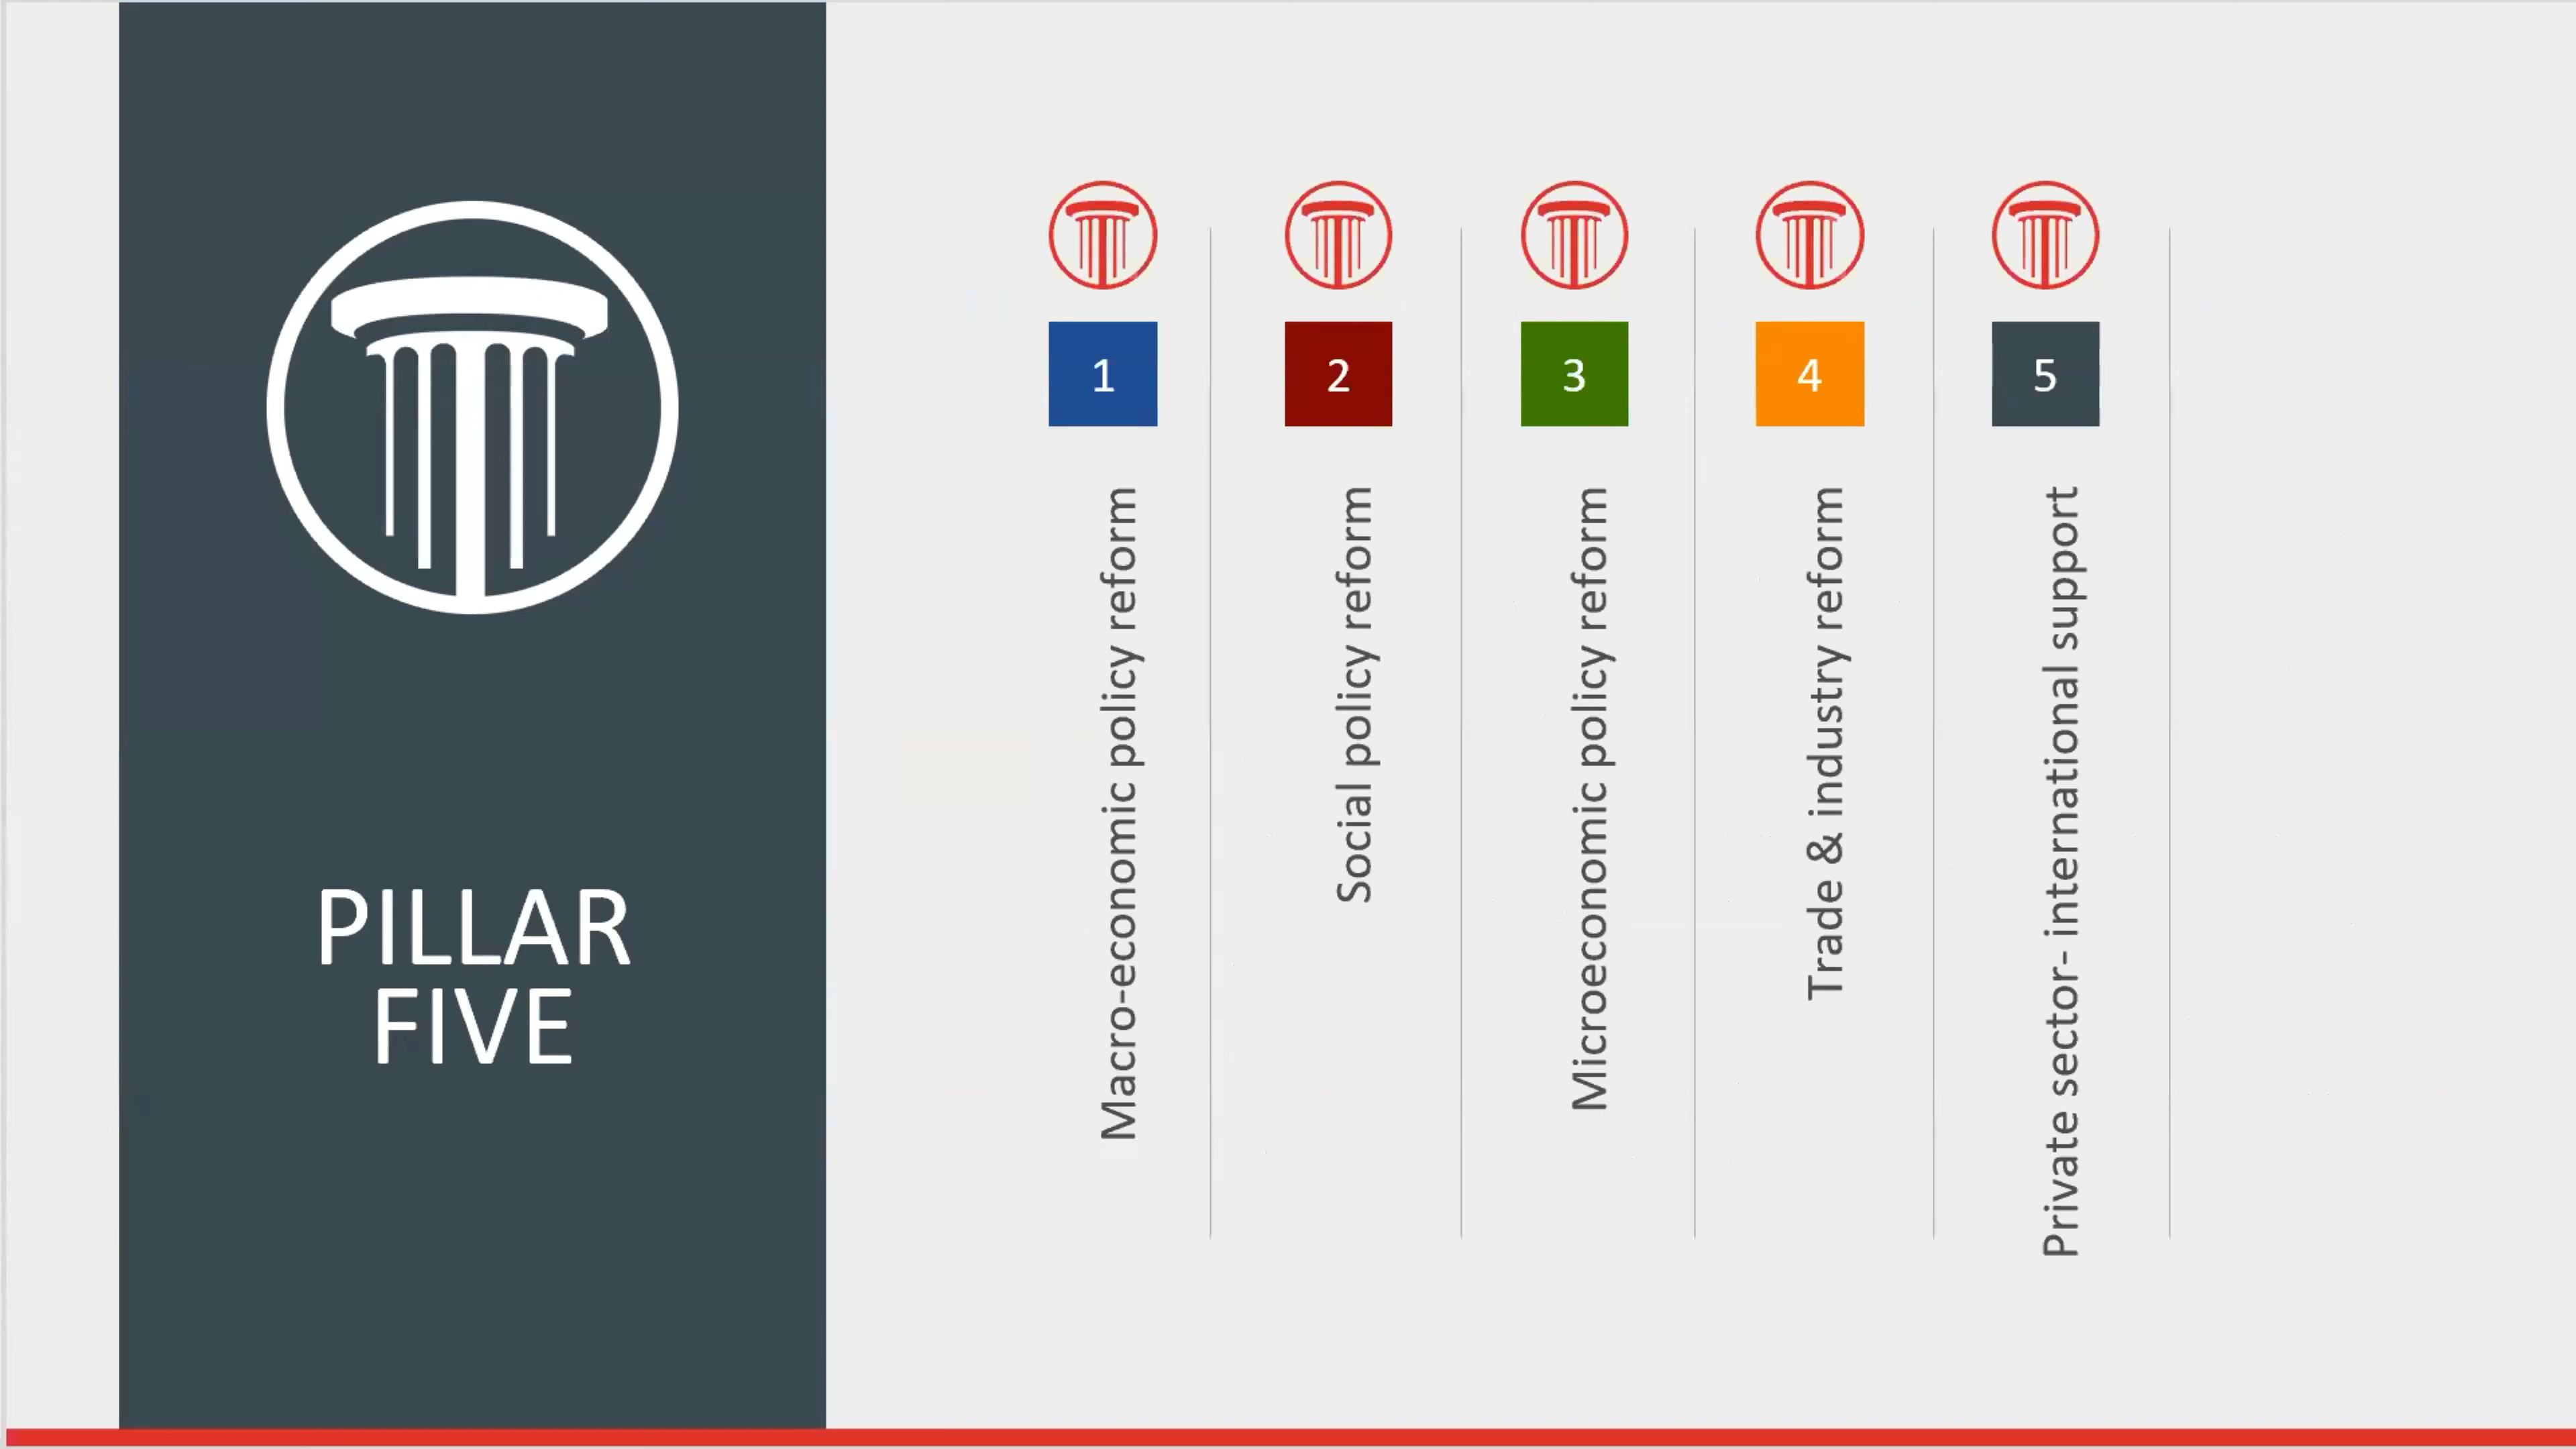 PILLAR
FIVE
1
Macro-economic policy reform
2
Social policy reform
3
Microeconomic policy reform
4
Trade & industry reform
5
Private sector- international support